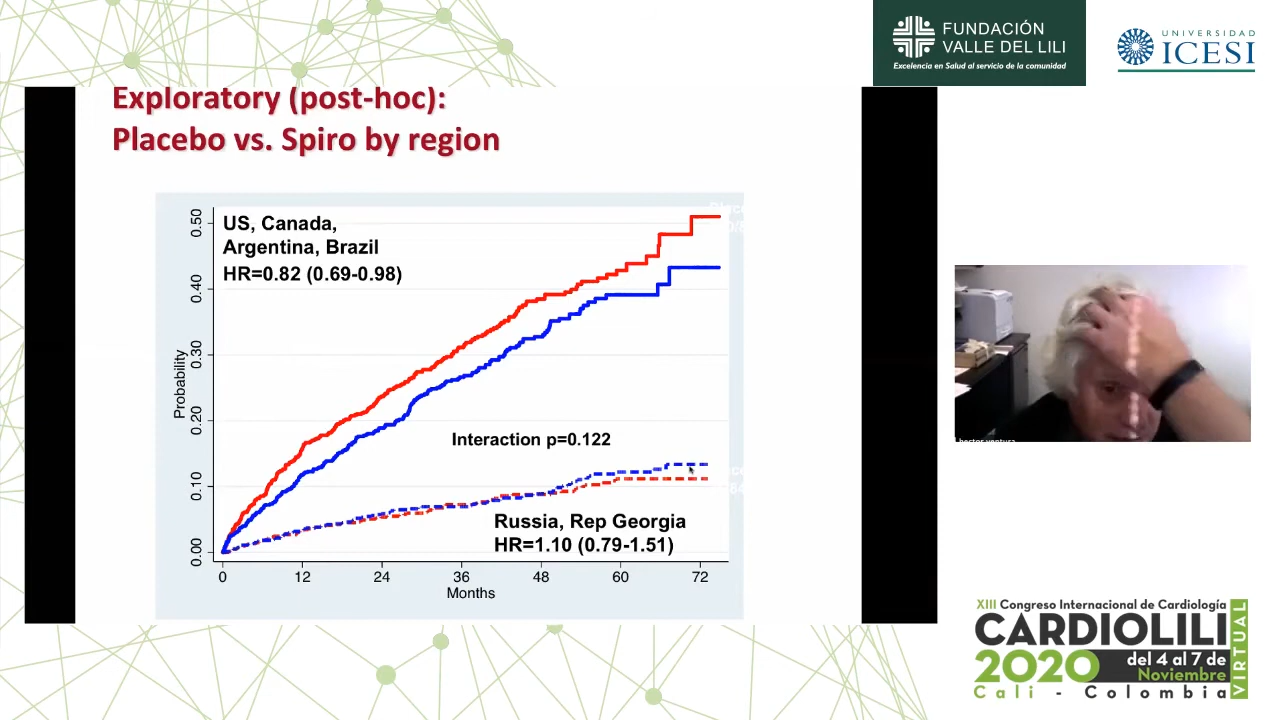 FUNDACIÓN
VALLE DEL LILI
Excelencia en Salud al servicio de la comunidad
UNIVERSIDAD
ICESI
Exploratory (post-hoc):
Placebo vs. Spiro by region
US, Canada,
Argentina, Brazil
HR=0.82 (0.69-0.98)
Probability
0.50
0.40
0.30
0.20
0.10
0.00
Interaction p=0.122
Russia, Rep Georgia
HR=1.10 (0.79-1.51)
0 12 24 36 48 60 72
Months
hector ventura
XIII Congreso Internacional de Cardiología
CARDIOLILI
2020
del 4 al 7 de
Noviembre
VIRTUAL
Cali - Colombia